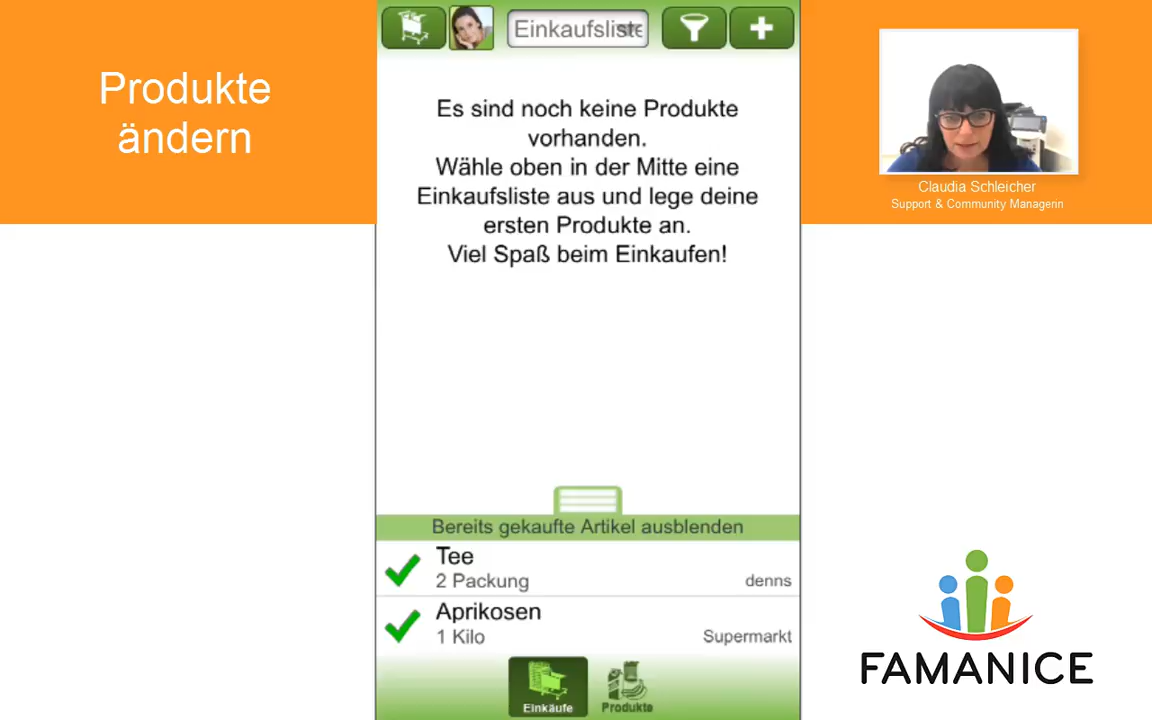 Produkte
ändern
Einkaufsliste
Es sind noch keine Produkte
vorhanden.
Wähle oben in der Mitte eine
Einkaufsliste aus und lege deine
ersten Produkte an.
Viel Spaß beim Einkaufen!
Bereits gekaufte Artikel ausblenden
Tee
2 Packung
denns
Aprikosen
1 Kilo
Supermarkt
Einkäufe
Produkte
Claudia Schleicher
Support & Community Managerin
FAMANICE